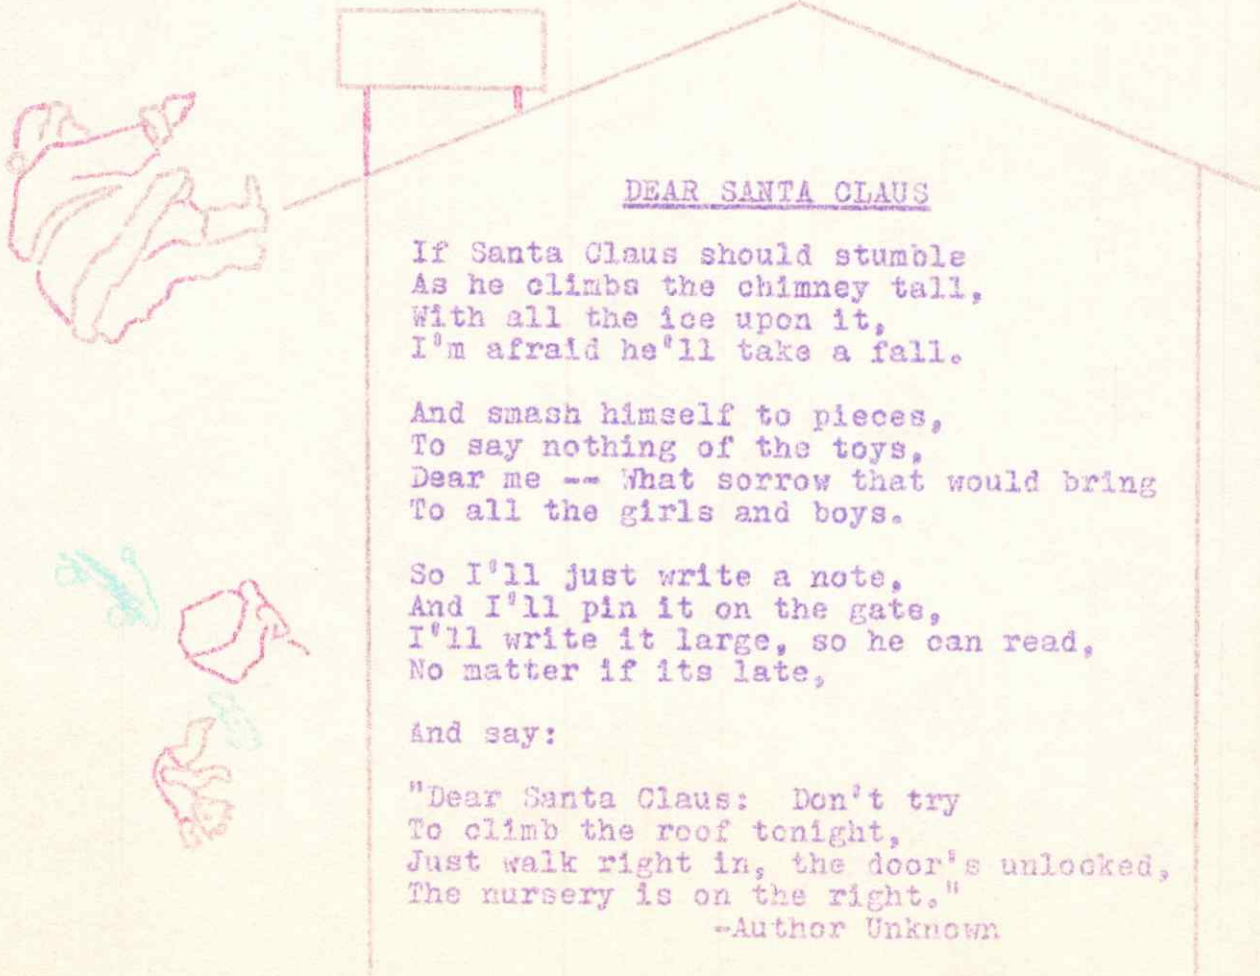 DEAR SANTA CLAUS
If Santa Claus should stumble
As he climbs the chimney tall,
With all the ice upon it,
I'm afraid he'll take a fall.
And smash himself to pieces,
To say nothing of the toys,
Dear me -- What sorrow that would bring
To all the girls and boys.
So I'll just write a note,
And I'll pin it on the gate,
I'll write it large, so he can read,
No matter if its late,
And say:
"Dear Santa Claus: Don't try
To climb the roof tonight,
Just walk right in, the door's unlocked,
The nursery is on the right."
-Author Unknown